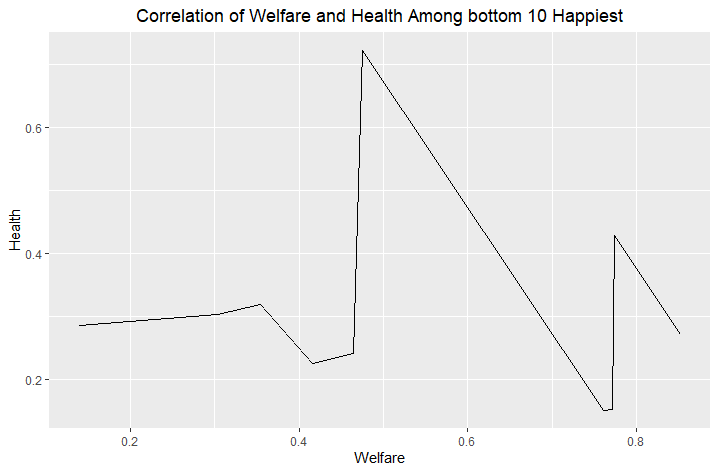 Correlation of Welfare and Health Among bottom 10 Happiest
Health
0.6
0.4
0.2
0.2 0.4 0.6 0.8
Welfare